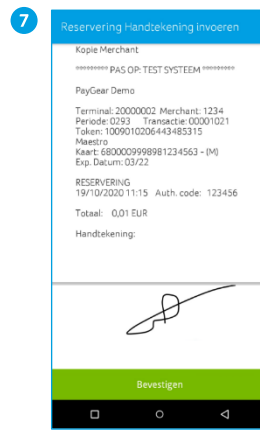 7
Reservering Handtekening invoeren
Kopie Merchant
********* PAS OP: TEST SYSTEEM *********
PayGear Demo
Terminal: 20000002 Merchant: 1234
Periode: 0293 Transactie: 00001021
Token: 1009010206443485315
Maestro
Kaart: 6800009998981234563 - (M)
Exp. Datum: 03/22
RESERVERING
19/10/2020 11:15 Auth. code: 123456
Totaal: 0,01 EUR
Handtekening:
Bevestigen